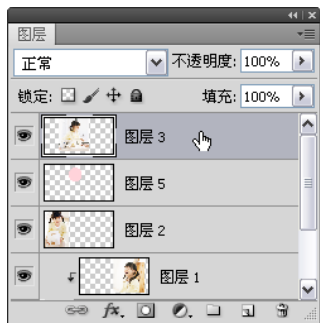 图层
正常 不透明度: 100%
锁定: 填充: 100%
图层 3
图层 5
图层 2
图层 1
fx.